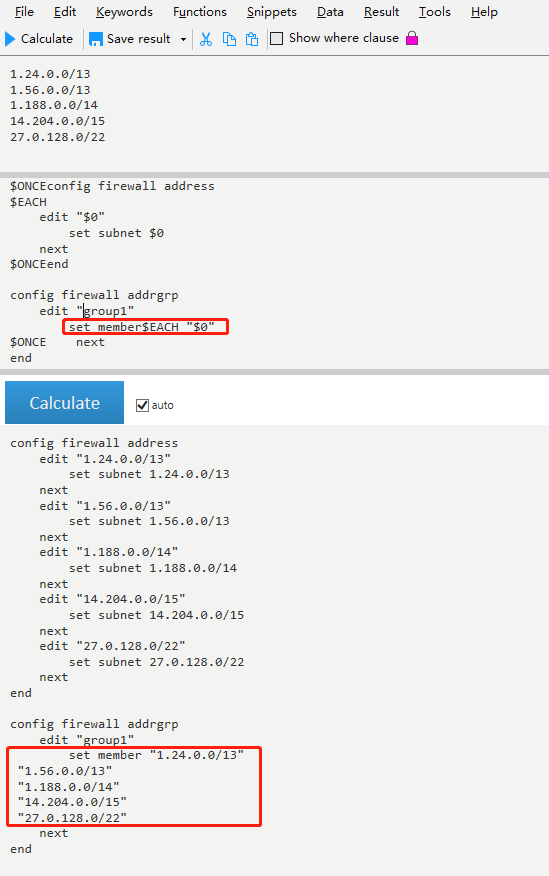 File Edit Keywords Functions Snippets Data Result Tools Help
Calculate Save result Show where clause
1.24.0.0/13
1.56.0.0/13
1.188.0.0/14
14.204.0.0/15
27.0.128.0/22
$ONCEconfig firewall address
$EACH
    edit "$0"
        set subnet $0
    next
$ONCEend

config firewall addrgrp
    edit "group1"
        set member$EACH "$0"
$ONCE    next
end
Calculate auto
config firewall address
    edit "1.24.0.0/13"
        set subnet 1.24.0.0/13
    next
    edit "1.56.0.0/13"
        set subnet 1.56.0.0/13
    next
    edit "1.188.0.0/14"
        set subnet 1.188.0.0/14
    next
    edit "14.204.0.0/15"
        set subnet 14.204.0.0/15
    next
    edit "27.0.128.0/22"
        set subnet 27.0.128.0/22
    next
end

config firewall addrgrp
    edit "group1"
        set member "1.24.0.0/13"
 "1.56.0.0/13"
 "1.188.0.0/14"
 "14.204.0.0/15"
 "27.0.128.0/22"
    next
end